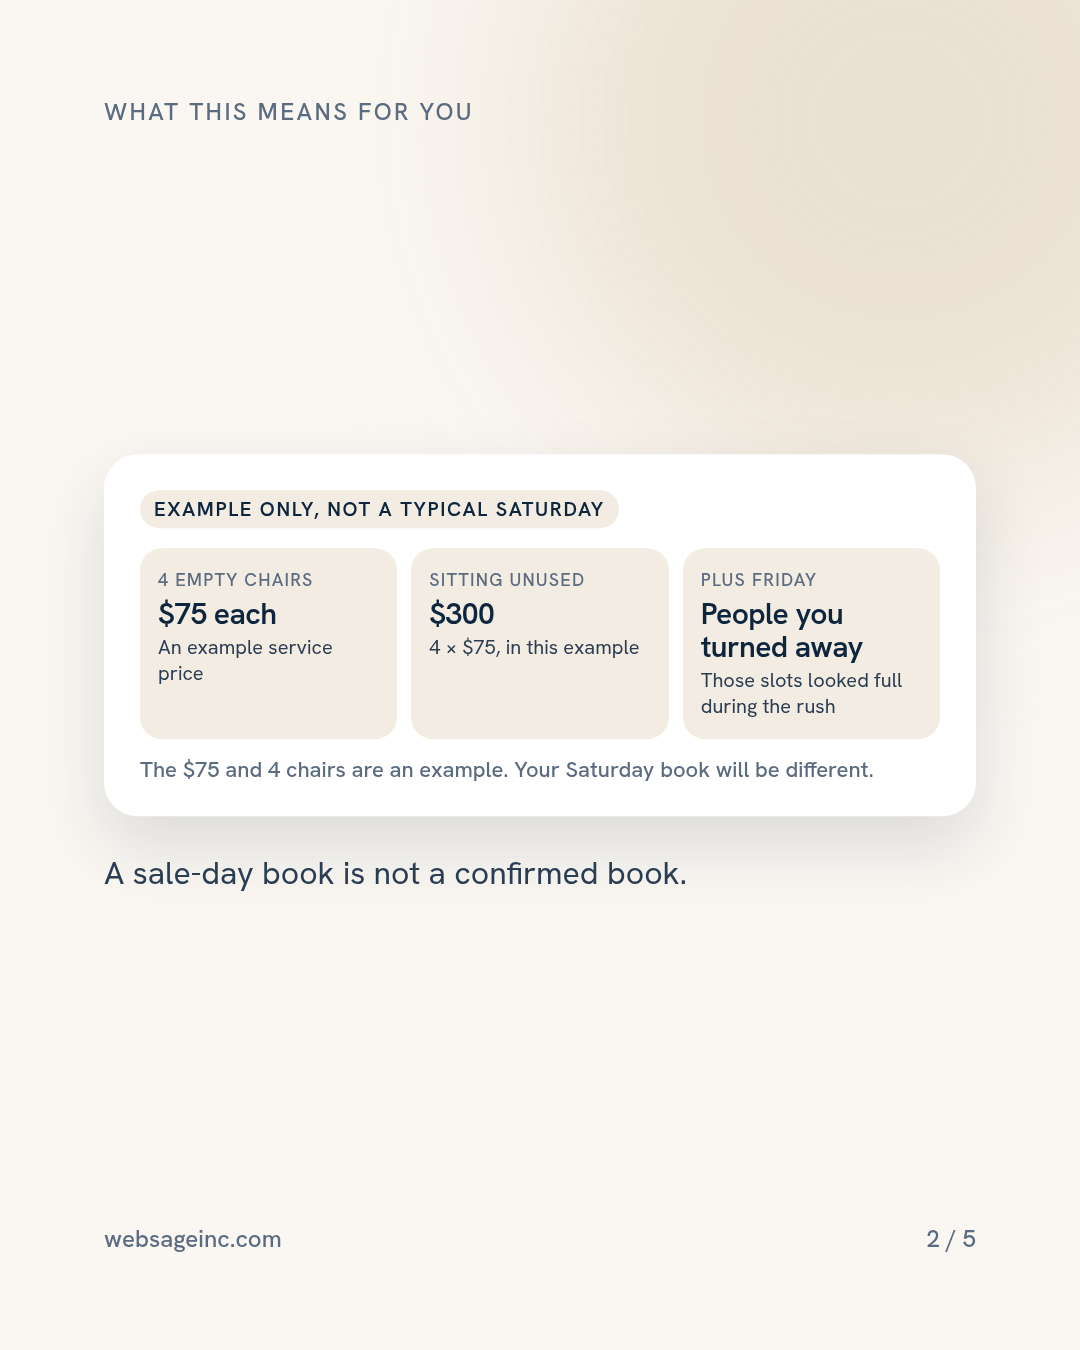 WHAT THIS MEANS FOR YOU
EXAMPLE ONLY, NOT A TYPICAL SATURDAY
4 EMPTY CHAIRS
$75 each
An example service
price
SITTING UNUSED
$300
4 × $75, in this example
PLUS FRIDAY
People you
turned away
Those slots looked full
during the rush
The $75 and 4 chairs are an example. Your Saturday book will be different.
A sale-day book is not a confirmed book.
websageinc.com
2 / 5